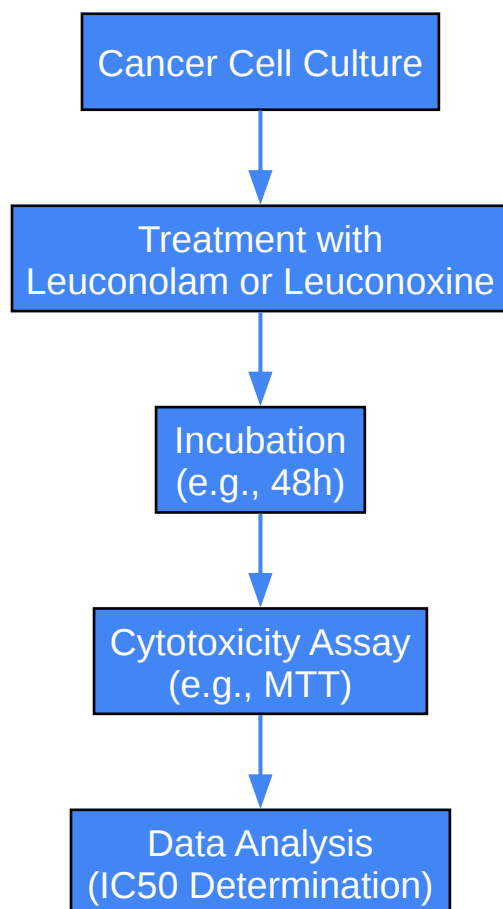 Cancer Cell Culture
Treatment with
Leuconolam or Leuconoxine
Incubation
(e.g., 48h)
Cytotoxicity Assay
(e.g., MTT)
Data Analysis
(IC50 Determination)